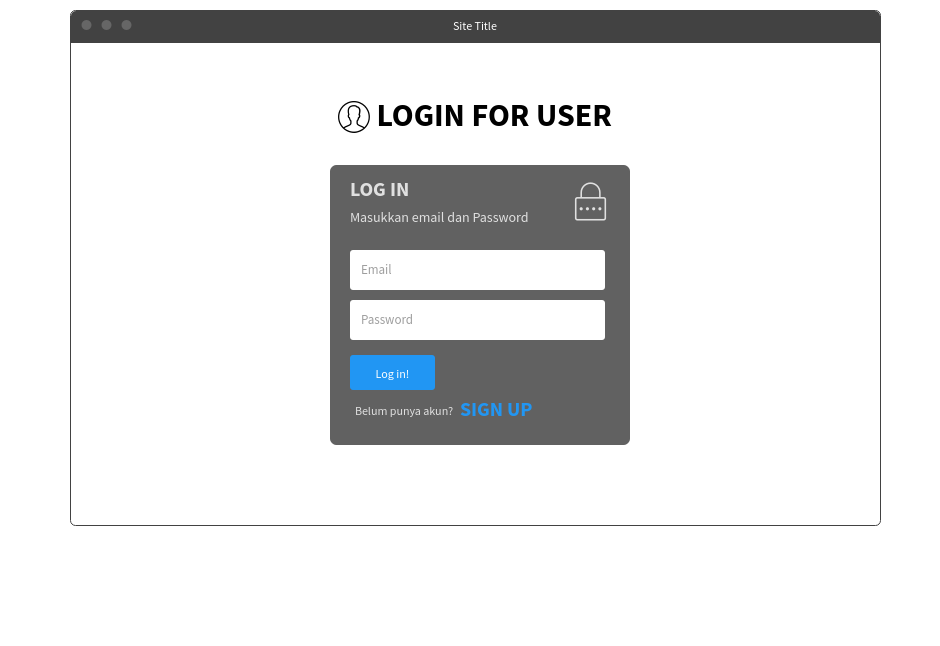 Site Title
LOGIN FOR USER
LOG IN
Masukkan email dan Password
Email
Password
Log in!
Belum punya akun? SIGN UP